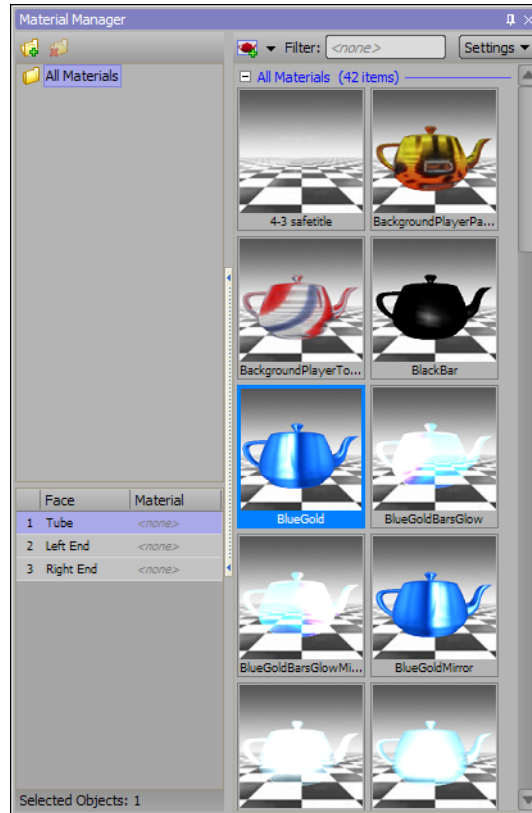 Material Manager
Filter: <none> Settings
All Materials
All Materials (42 items)
4-3 safetitle
BackgroundPlayerPa...
BackgroundPlayerTo...
BlackBar
BlueGold
BlueGoldBarsGlow
BlueGoldBarsGlowMi...
BlueGoldMirror
Face Material
1 Tube <none>
2 Left End <none>
3 Right End <none>
Selected Objects: 1